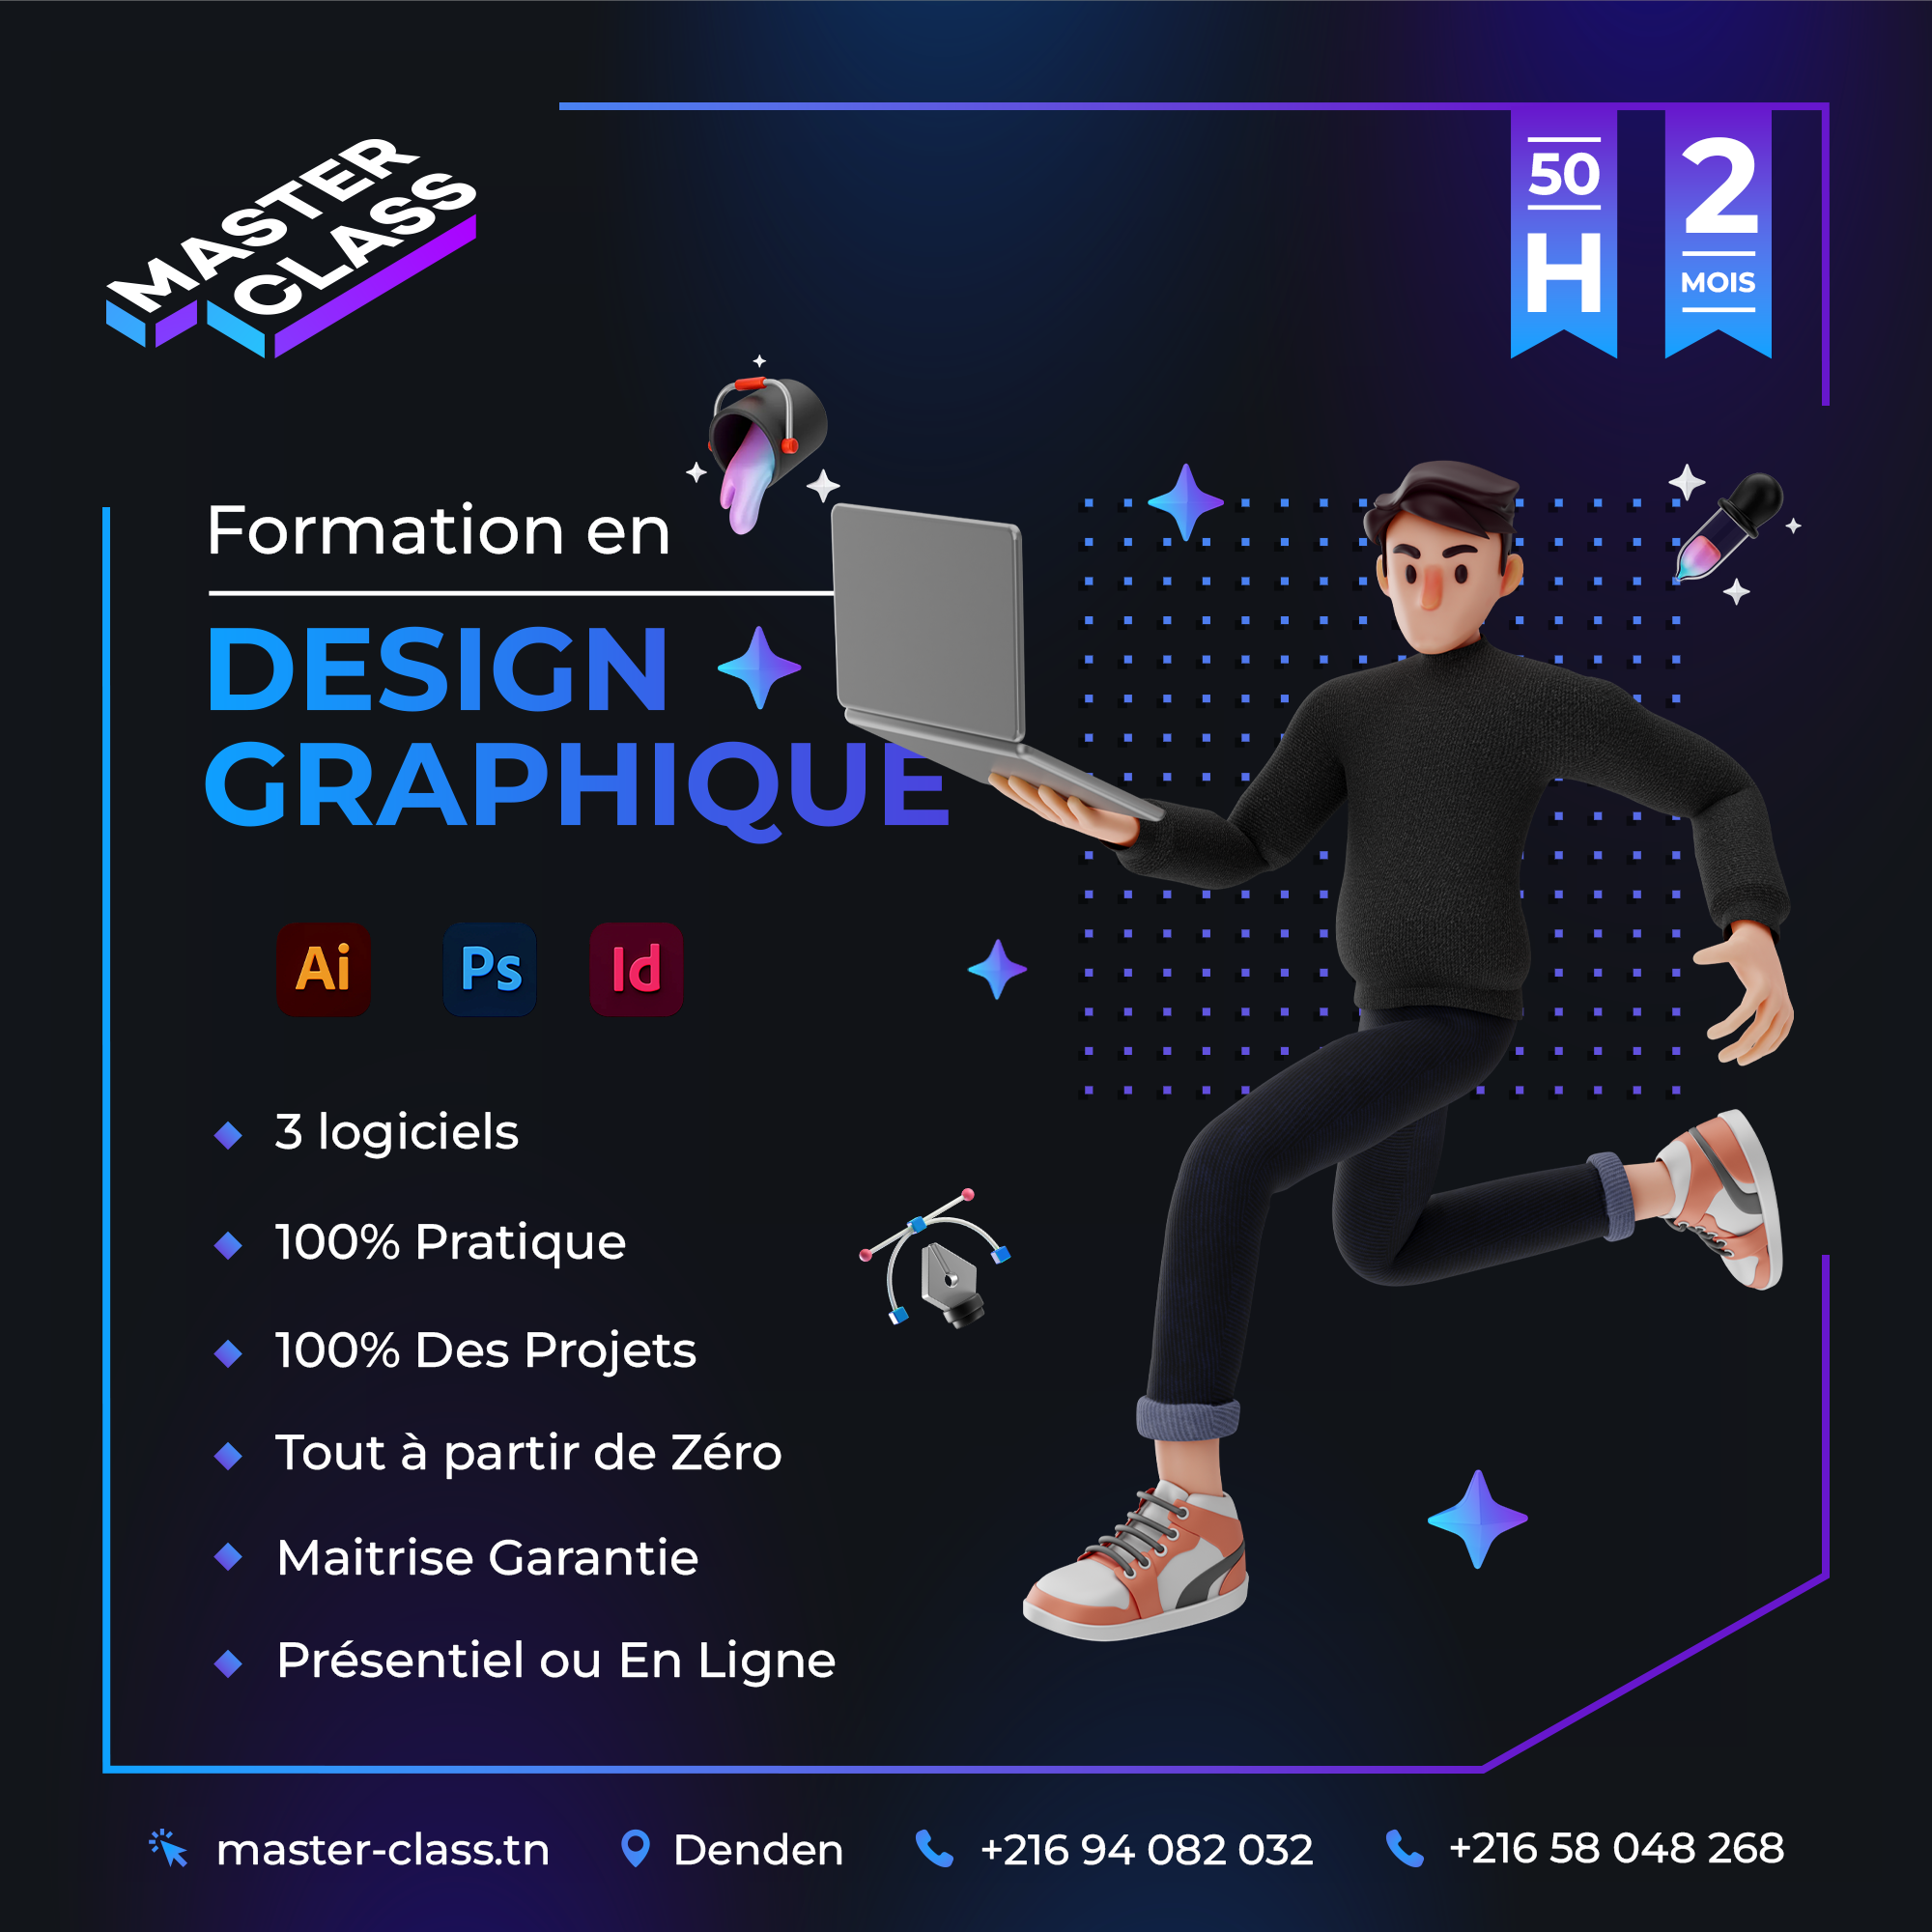 MASTER
CLASS
50
H
2
MOIS
Formation en
DESIGN
GRAPHIQUE
Ai Ps Id
3 logiciels
100% Pratique
100% Des Projets
Tout à partir de Zéro
Maitrise Garantie
Présentiel ou En Ligne
master-class.tn Denden +216 94 082 032 +216 58 048 268